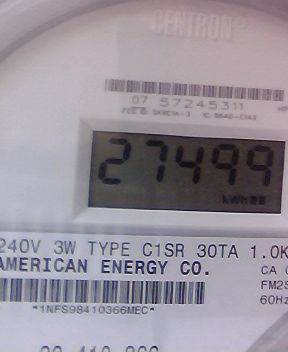 CENTRON®
07 57245311
27499
kWh
240V 3W TYPE C1SR 30TA 1.0K
AMERICAN ENERGY CO.
CA
FM2S
60Hz
*1NFS98410366MEC*